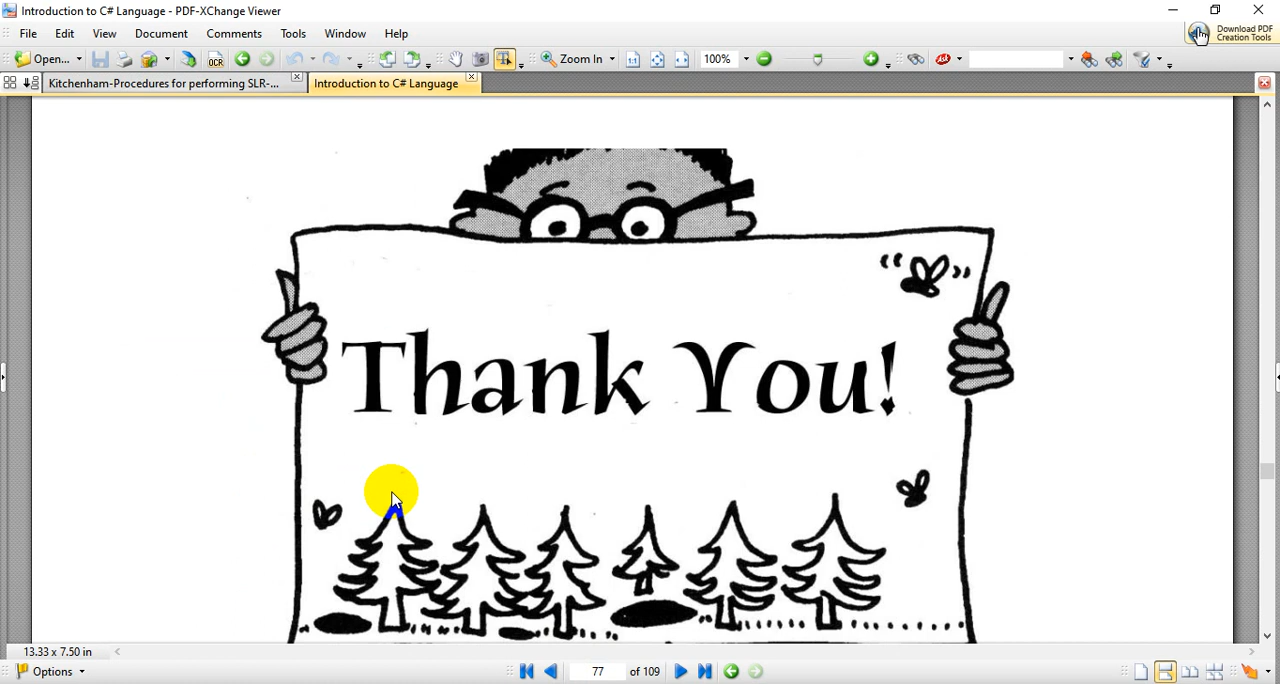 Introduction to C# Language - PDF-XChange Viewer
File Edit View Document Comments Tools Window Help
Download PDF
Creation Tools
Open... OCR Zoom In 100%
Kitchenham-Procedures for performing SLR-... Introduction to C# Language
Thank You!
13.33 x 7.50 in
Options 77 of 109